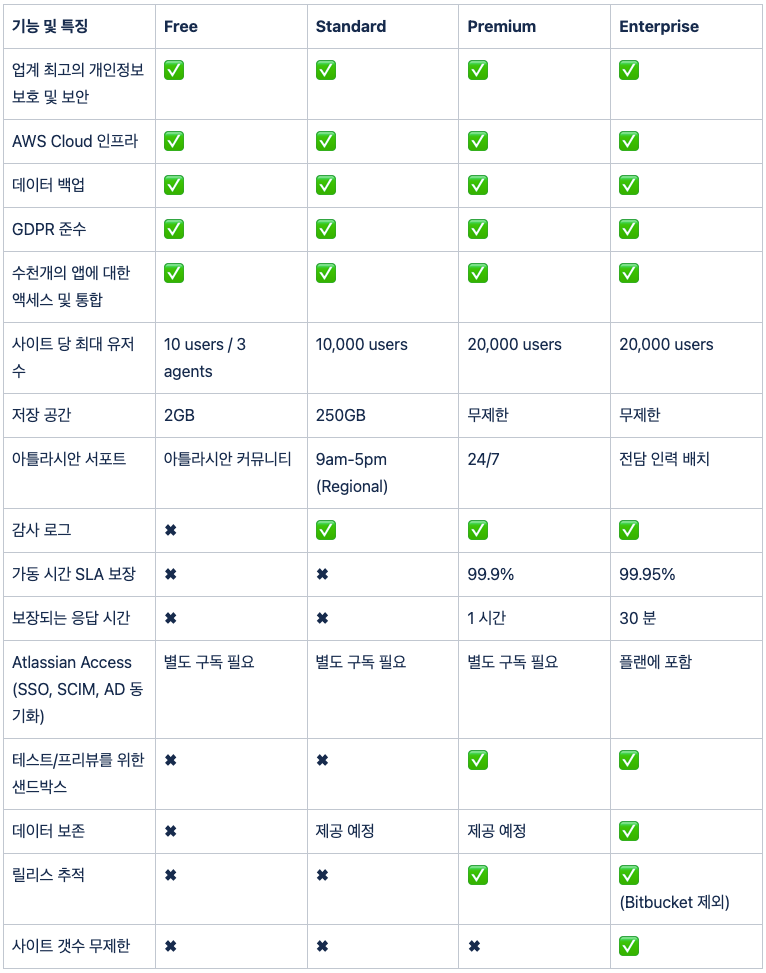 기능 및 특징 Free Standard Premium Enterprise
업계 최고의 개인정보 ✅ ✅ ✅ ✅
보호 및 보안
AWS Cloud 인프라 ✅ ✅ ✅ ✅
데이터 백업 ✅ ✅ ✅ ✅
GDPR 준수 ✅ ✅ ✅ ✅
수천개의 앱에 대한 ✅ ✅ ✅ ✅
액세스 및 통합
사이트 당 최대 유저 10 users / 3 10,000 users 20,000 users 20,000 users
수 agents
저장 공간 2GB 250GB 무제한 무제한
아틀라시안 서포트 아틀라시안 커뮤니티 9am-5pm 24/7 전담 인력 배치
(Regional)
감사 로그 ✖ ✅ ✅ ✅
가동 시간 SLA 보장 ✖ ✖ 99.9% 99.95%
보장되는 응답 시간 ✖ ✖ 1 시간 30 분
Atlassian Access 별도 구독 필요 별도 구독 필요 별도 구독 필요 플랜에 포함
(SSO, SCIM, AD 동
기화)
테스트/프리뷰를 위한 ✖ ✖ ✅ ✅
샌드박스
데이터 보존 ✖ 제공 예정 제공 예정 ✅
릴리스 추적 ✖ ✖ ✅ ✅
(Bitbucket 제외)
사이트 갯수 무제한 ✖ ✖ ✖ ✅